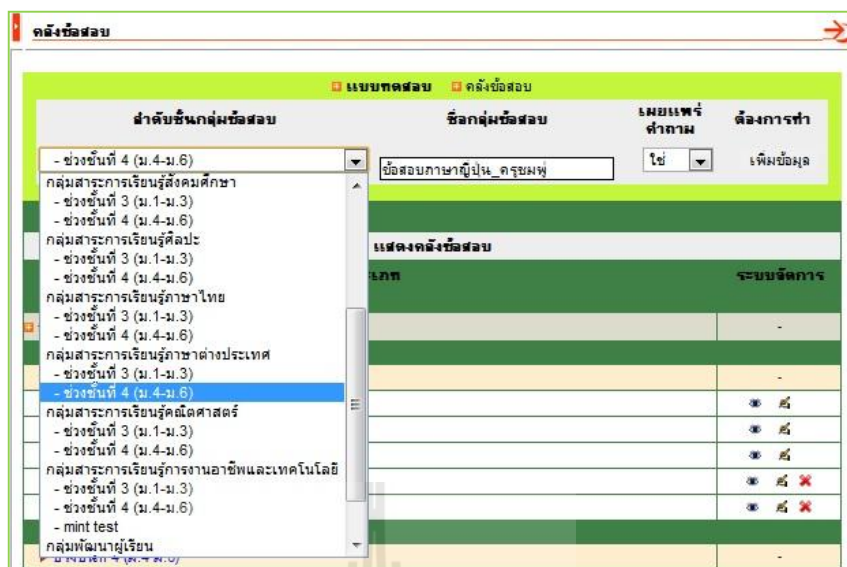 คลังข้อสอบ
แบบทดสอบ คลังข้อสอบ
ลำดับชั้นกลุ่มข้อสอบ ชื่อกลุ่มข้อสอบ เผยแพร่คำถาม ต้องการทำ
- ช่วงชั้นที่ 4 (ม.4-ม.6) ข้อสอบภาษาญี่ปุ่น_ครูชมพู่ ใช่ เพิ่มข้อมูล
กลุ่มสาระการเรียนรู้สังคมศึกษา
- ช่วงชั้นที่ 3 (ม.1-ม.3)
- ช่วงชั้นที่ 4 (ม.4-ม.6)
กลุ่มสาระการเรียนรู้ศิลปะ
แสดงคลังข้อสอบ
- ช่วงชั้นที่ 3 (ม.1-ม.3)
- ช่วงชั้นที่ 4 (ม.4-ม.6)
ระบบจัดการ
กลุ่มสาระการเรียนรู้ภาษาไทย
- ช่วงชั้นที่ 3 (ม.1-ม.3)
- ช่วงชั้นที่ 4 (ม.4-ม.6)
-
กลุ่มสาระการเรียนรู้ภาษาต่างประเทศ
- ช่วงชั้นที่ 3 (ม.1-ม.3)
-
- ช่วงชั้นที่ 4 (ม.4-ม.6)
กลุ่มสาระการเรียนรู้คณิตศาสตร์
- ช่วงชั้นที่ 3 (ม.1-ม.3)
- ช่วงชั้นที่ 4 (ม.4-ม.6)
กลุ่มสาระการเรียนรู้การงานอาชีพและเทคโนโลยี
- ช่วงชั้นที่ 3 (ม.1-ม.3)
- ช่วงชั้นที่ 4 (ม.4-ม.6)
- mint test
กลุ่มพัฒนาผู้เรียน
-